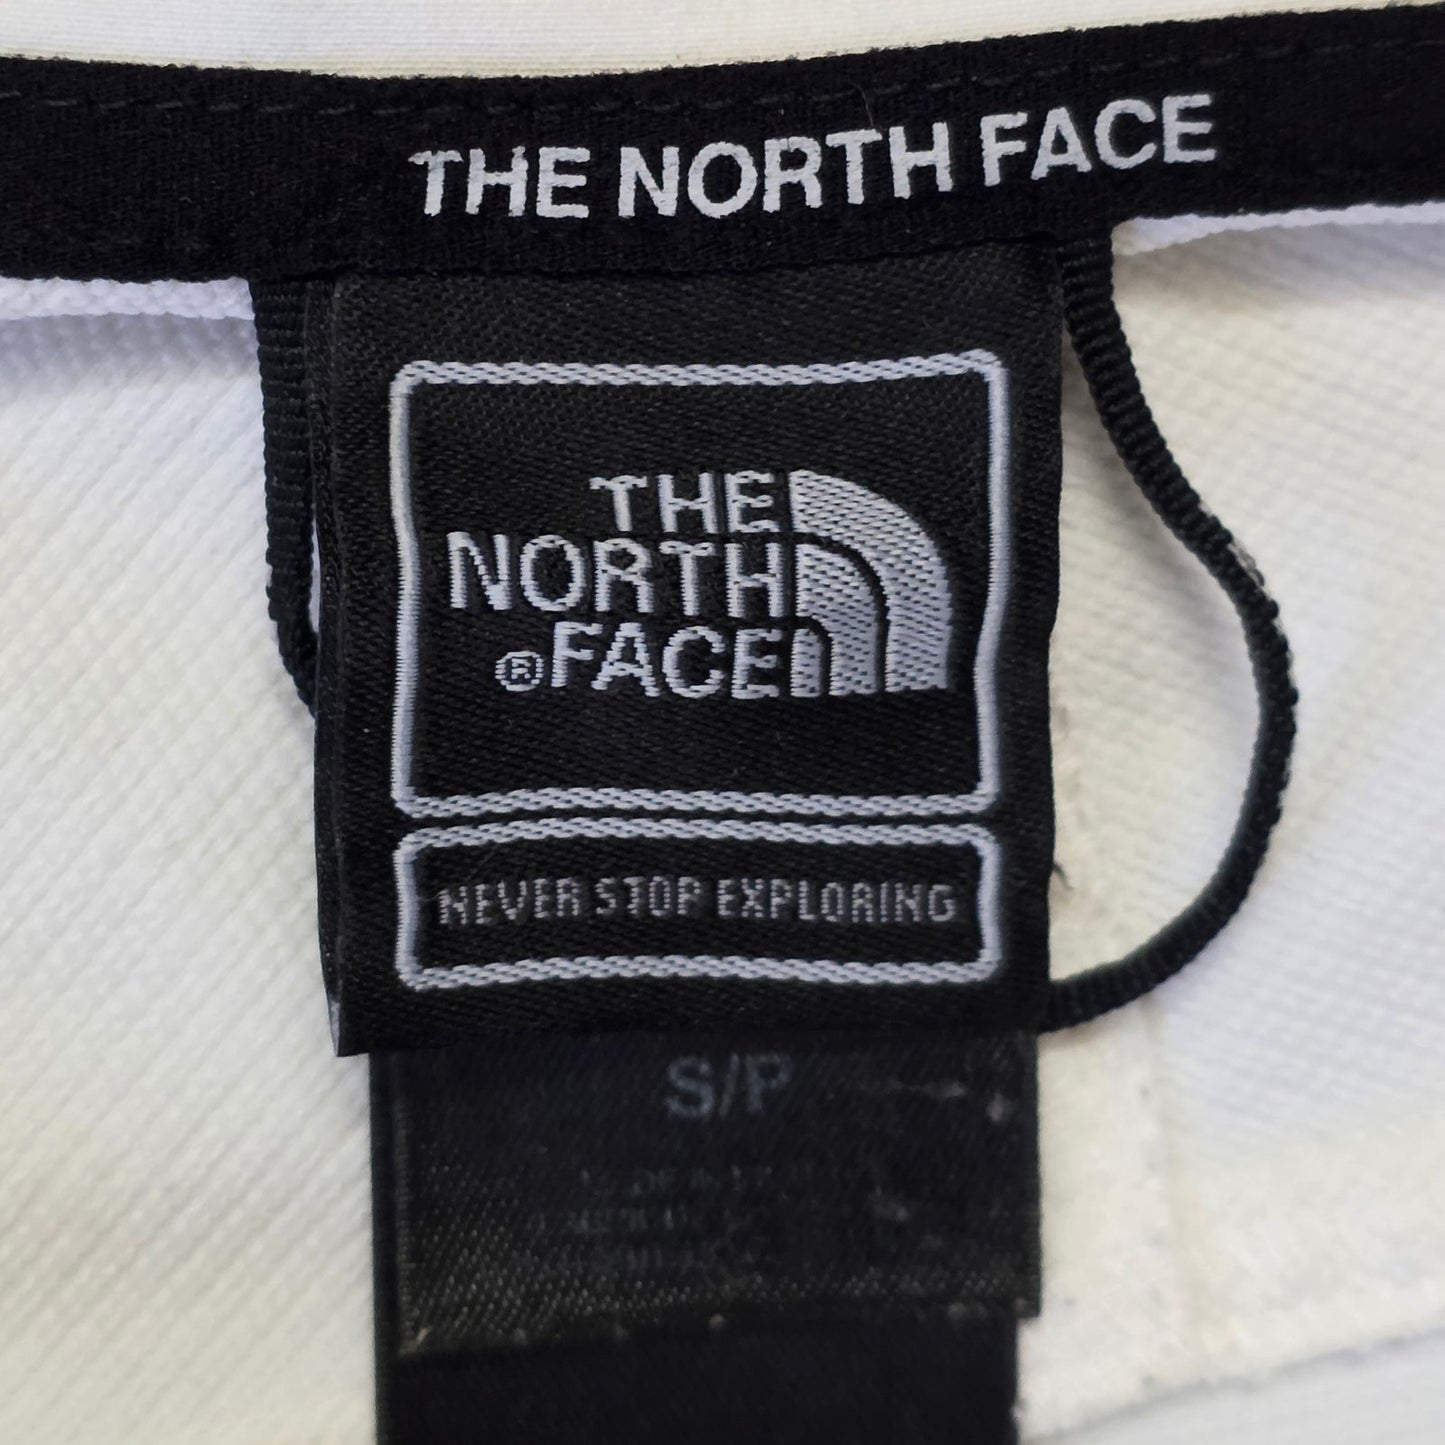 THE NORTH FACE
THE
NORTH
®FACE
NEVER STOP EXPLORING
S/P